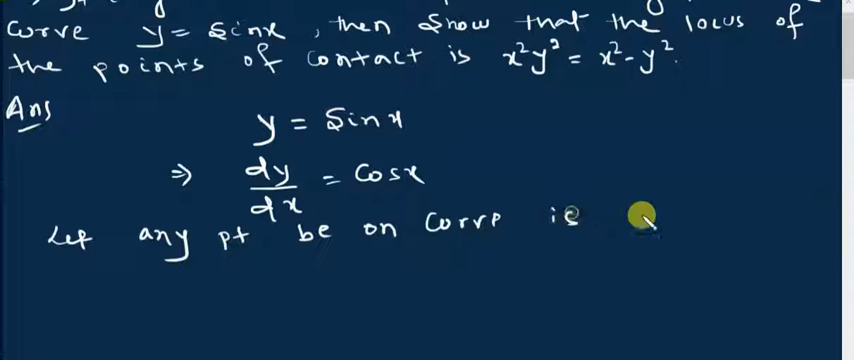 curve y = sinx , then show that the locus of
the points of contact is x²y² = x² - y².
Ans
y = sinx
⇒ dy/dx = cosx
Let any pt be on curve is